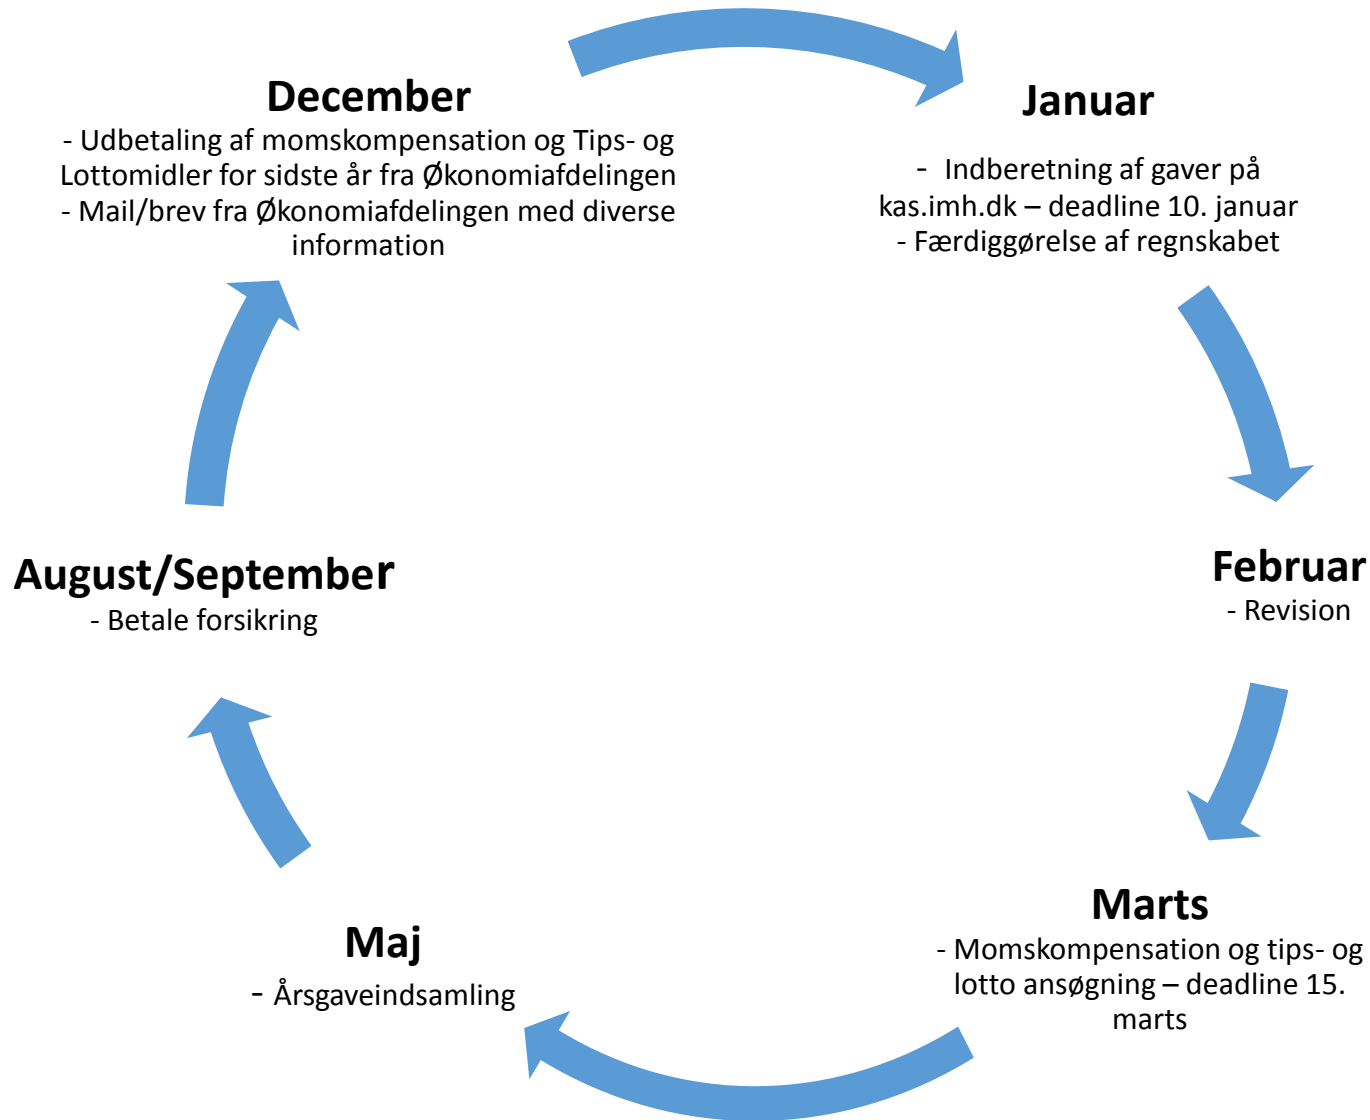 December
- Udbetaling af momskompensation og Tips- og
Lottomidler for sidste år fra Økonomiafdelingen
- Mail/brev fra Økonomiafdelingen med diverse
information
Januar
- Indberetning af gaver på
kas.imh.dk – deadline 10. januar
- Færdiggørelse af regnskabet
Februar
- Revision
Marts
- Momskompensation og tips- og
lotto ansøgning – deadline 15.
marts
Maj
- Årsgaveindsamling
August/September
- Betale forsikring